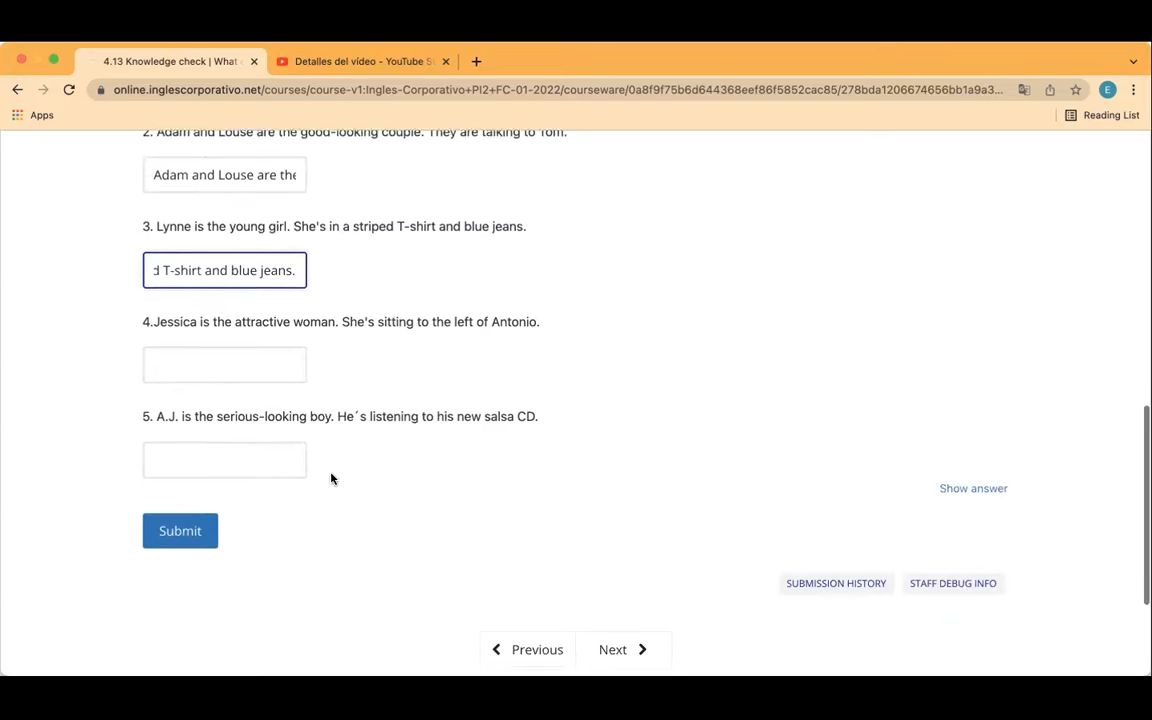 4.13 Knowledge check | What
Detalles del vídeo - YouTube S
online.inglescorporativo.net/courses/course-v1:Ingles-Corporativo+PI2+FC-01-2022/courseware/0a8f9f75b6d644368eef86f5852cac85/278bda1206674656bb1a9a3...
E
Apps
Reading List
2. Adam and Louse are the good-looking couple. They are talking to Tom.
Adam and Louse are the
3. Lynne is the young girl. She's in a striped T-shirt and blue jeans.
d T-shirt and blue jeans.
4.Jessica is the attractive woman. She's sitting to the left of Antonio.
5. A.J. is the serious-looking boy. He´s listening to his new salsa CD.
Show answer
Submit
SUBMISSION HISTORY
STAFF DEBUG INFO
Previous
Next